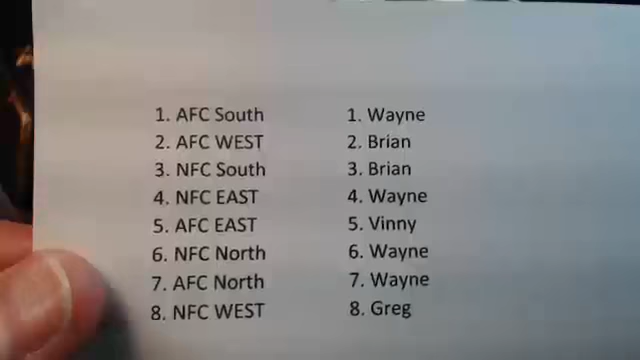 1. AFC South 1. Wayne
2. AFC WEST 2. Brian
3. NFC South 3. Brian
4. NFC EAST 4. Wayne
5. AFC EAST 5. Vinny
6. NFC North 6. Wayne
7. AFC North 7. Wayne
8. NFC WEST 8. Greg